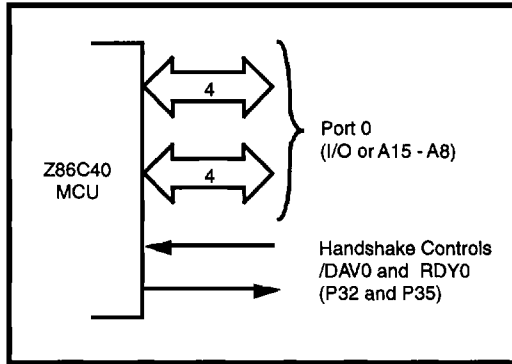 4
Port 0
(I/O or A15 - A8)
4
Z86C40
MCU
Handshake Controls
/DAV0 and RDY0
(P32 and P35)